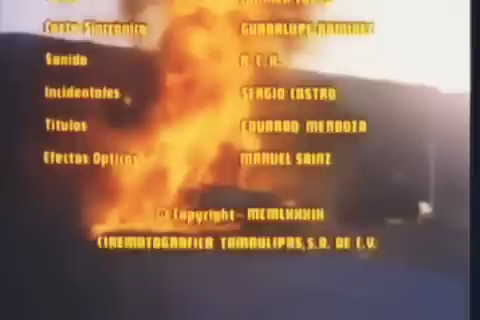 Corte Sincronico GUADALUPE RAMIREZ
Sonido R.C.A.
Incidentales SERGIO CASTRO
Titulos EDUARDO MENDOZA
Efectos Opticos MANUEL SAINZ
© Copyright - MCMLXXXIX
CINEMATOGRAFICA TAMAULIPAS, S.A. DE C.V.